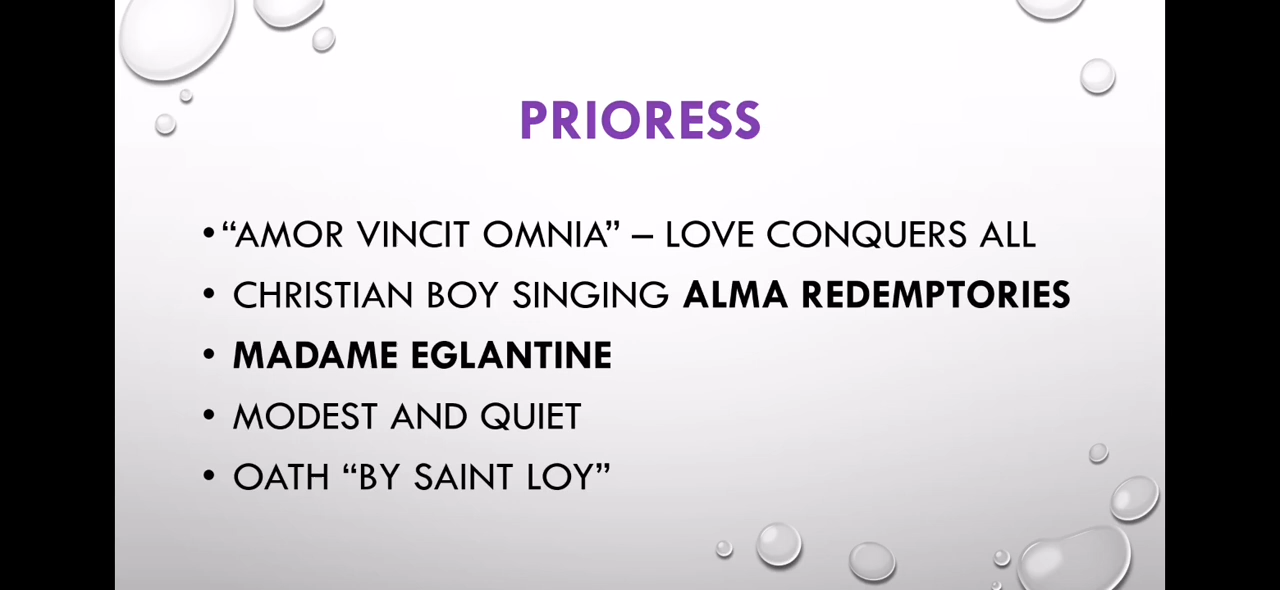 PRIORESS
•“AMOR VINCIT OMNIA” – LOVE CONQUERS ALL
• CHRISTIAN BOY SINGING ALMA REDEMPTORIES
• MADAME EGLANTINE
• MODEST AND QUIET
• OATH “BY SAINT LOY”